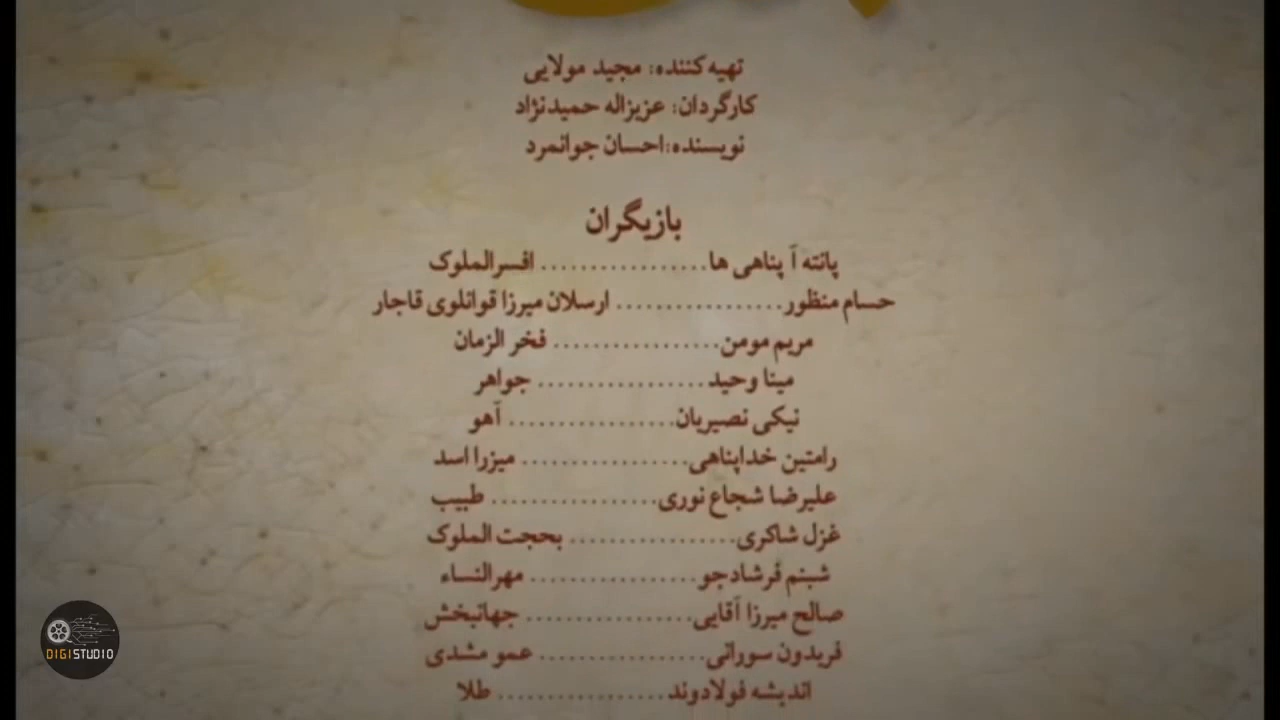 تهیه‌کننده: مجید مولایی
کارگردان: عزیزاله حمیدنژاد
نویسنده:احسان جوانمرد
بازیگران
پانته آ پناهی ها................. افسرالملوک
حسام منظور................. ارسلان میرزا قوانلوی قاجار
مریم مومن................. فخر الزمان
مینا وحید................. جواهر
نیکی نصیریان................. آهو
رامتین خداپناهی................. میزرا اسد
علیرضا شجاع نوری................. طبیب
غزل شاکری................. بحجت الملوک
شبنم فرشادجو................. مهرالنساء
صالح میرزا آقایی................. جهانبخش
فریدون سورانی................. عمو مشدی
اندیشه فولادوند................. طلا
DIGISTUDIO